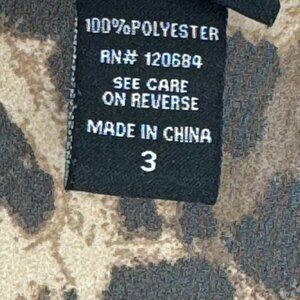 100%POLYESTER
RN# 120684
SEE CARE
ON REVERSE
MADE IN CHINA
3